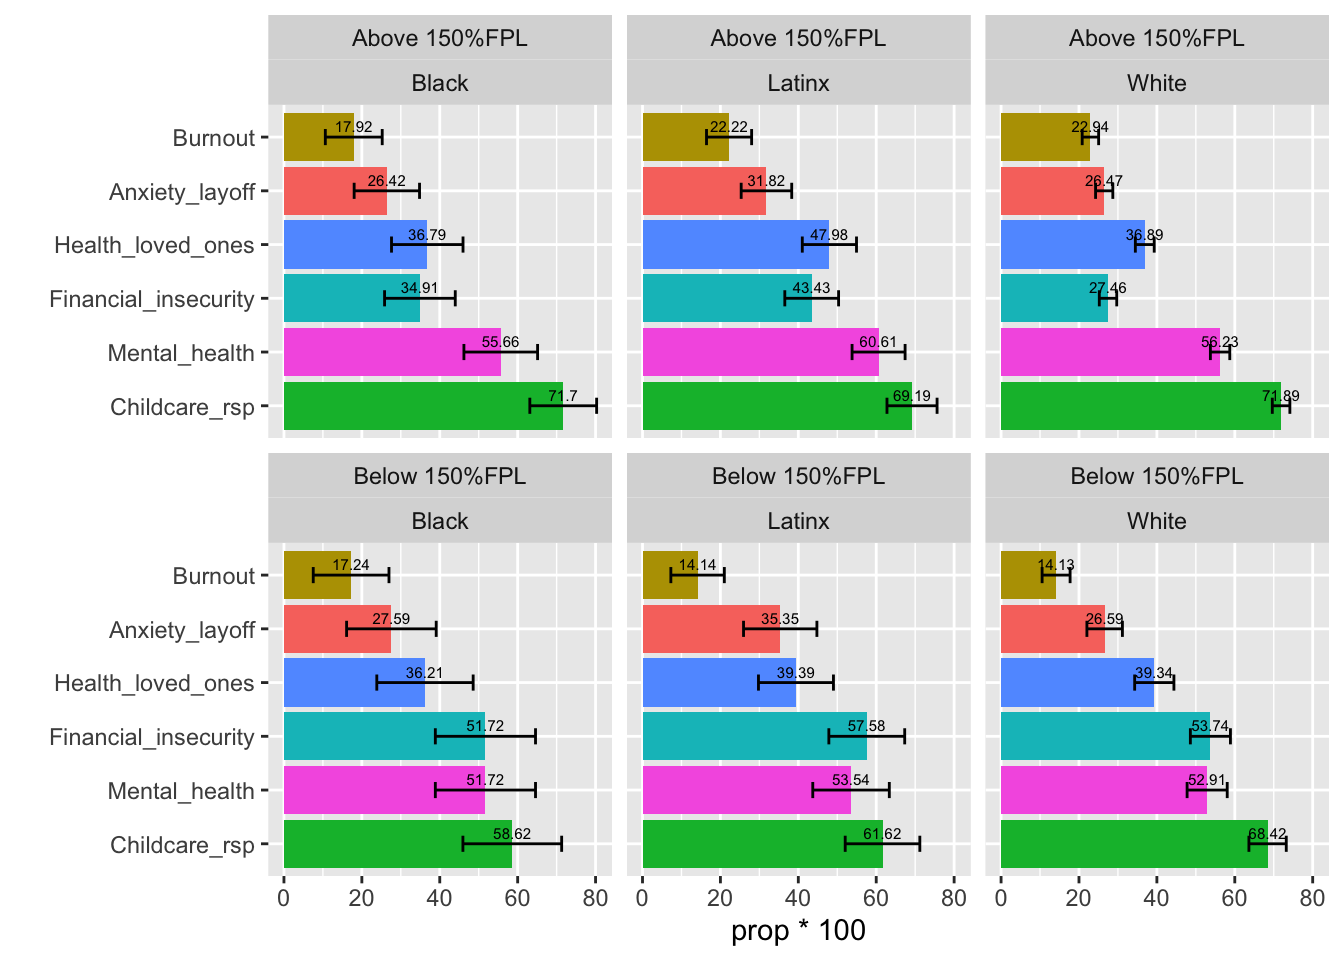 Above 150%FPL Above 150%FPL Above 150%FPL
Black Latinx White
Burnout 17.92 22.22 22.94
Anxiety_layoff 26.42 31.82 26.47
Health_loved_ones 36.79 47.98 36.89
Financial_insecurity 34.91 43.43 27.46
Mental_health 55.66 60.61 56.23
Childcare_rsp 71.7 69.19 71.89
Below 150%FPL Below 150%FPL Below 150%FPL
Black Latinx White
Burnout 17.24 14.14 14.13
Anxiety_layoff 27.59 35.35 26.59
Health_loved_ones 36.21 39.39 39.34
Financial_insecurity 51.72 57.58 53.74
Mental_health 51.72 53.54 52.91
Childcare_rsp 58.62 61.62 68.42
0 20 40 60 80 0 20 40 60 80 0 20 40 60 80
prop * 100